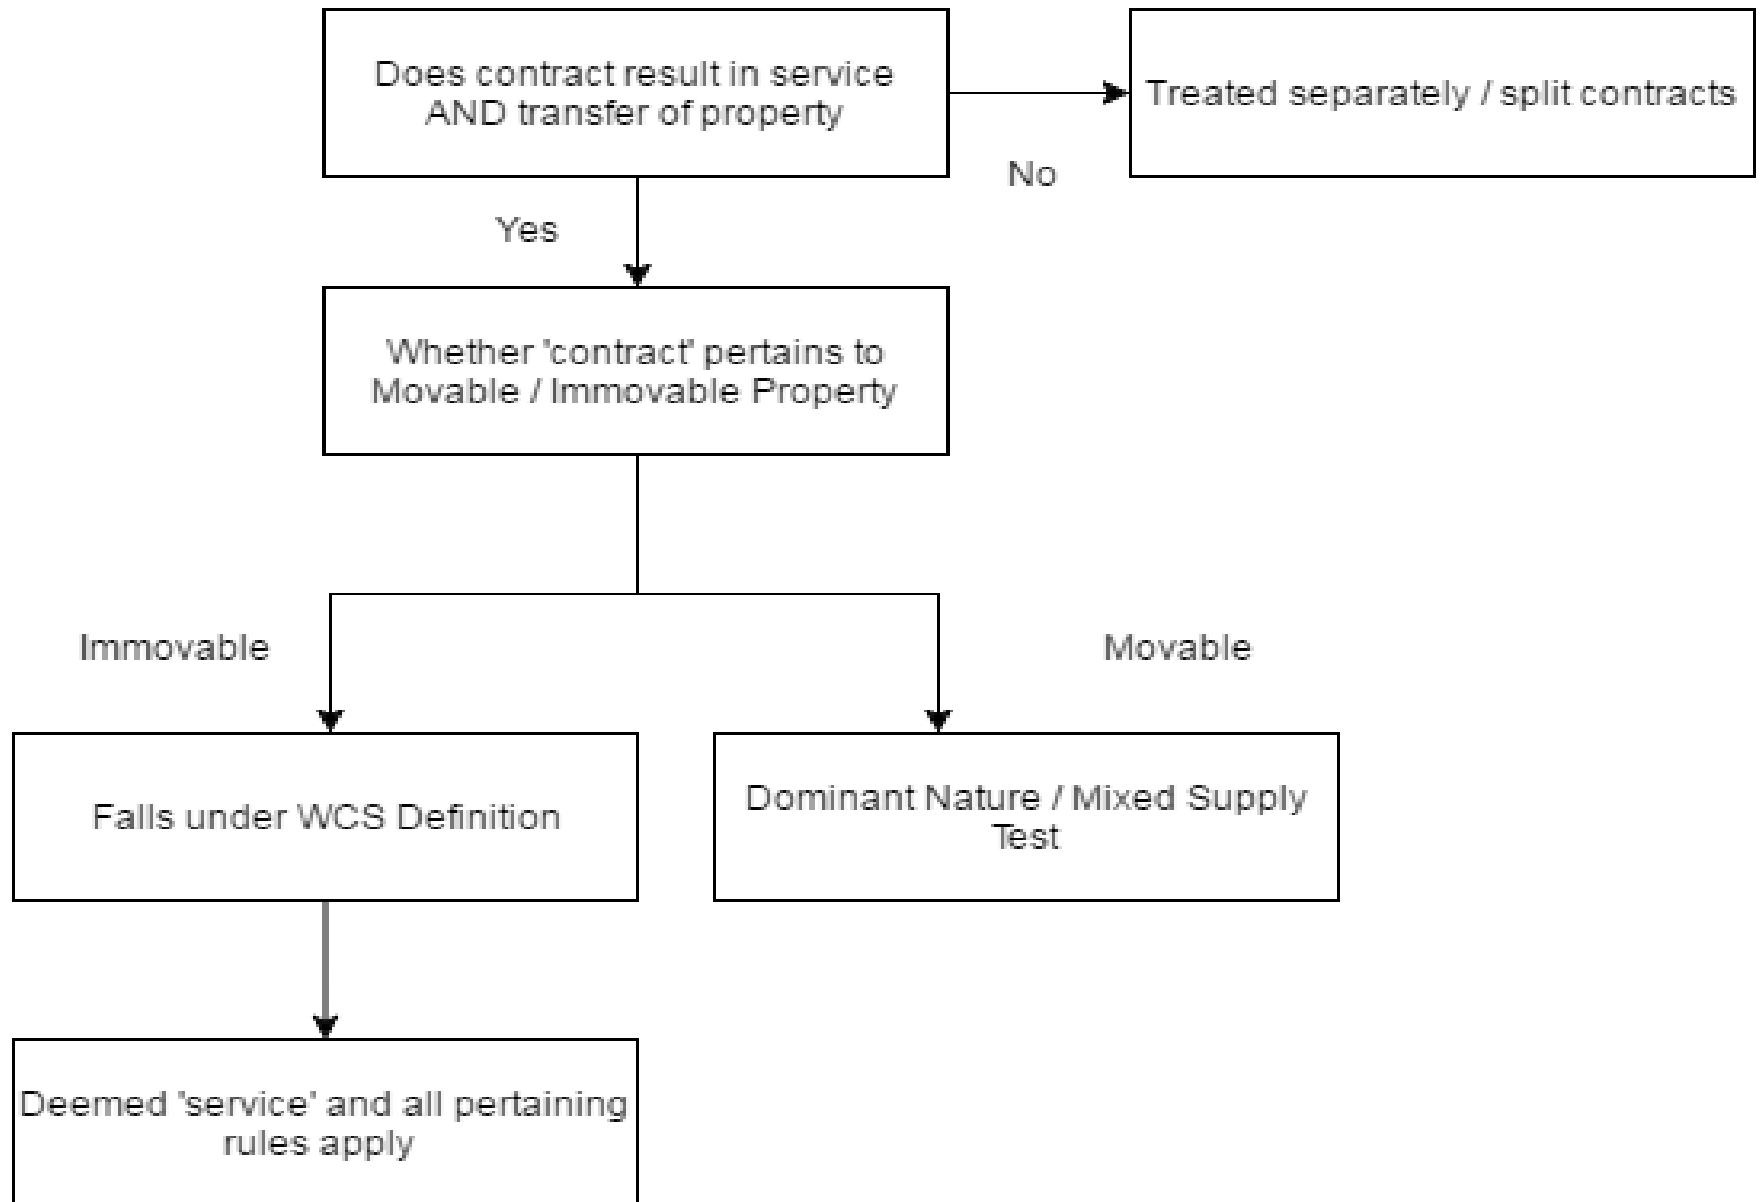 Does contract result in service
AND transfer of property
Treated separately / split contracts
No
Yes
Whether 'contract' pertains to
Movable / Immovable Property
Immovable
Movable
Falls under WCS Definition
Dominant Nature / Mixed Supply
Test
Deemed 'service' and all pertaining
rules apply